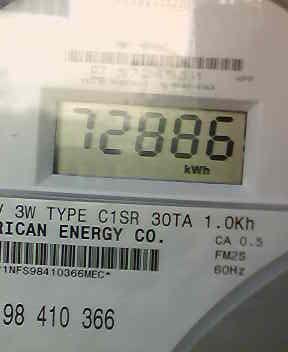 72886
kWh
V 3W TYPE C1SR 30TA 1.0Kh
RICAN ENERGY CO.
CA 0.5
FM2S
60Hz
1NFS98410366MEC*
98 410 366